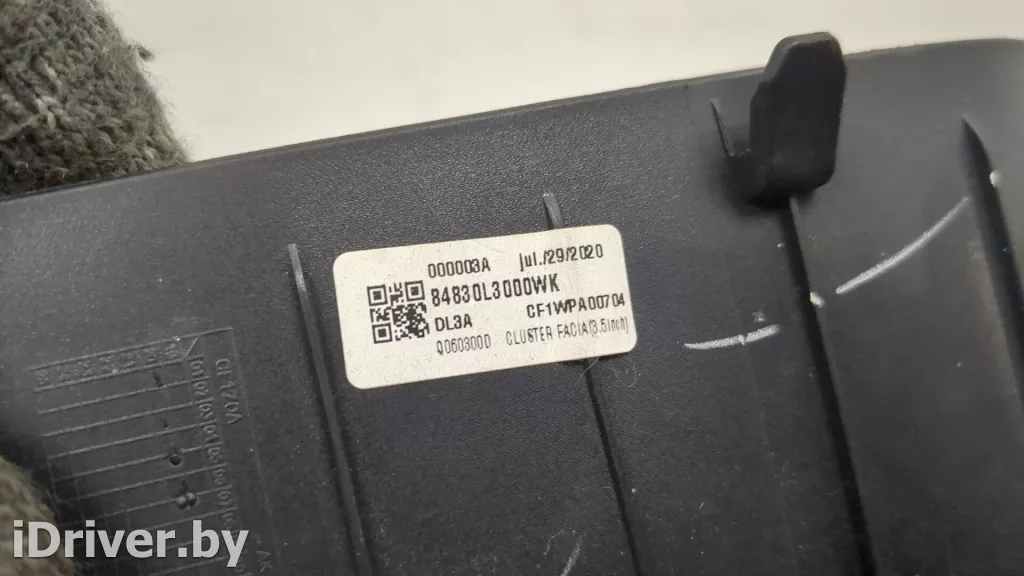 000003A jul./29/2020
84830L3000WK
DL3A CF1WPA00704
Q0603000 CLUSTER FACIA(3.5inch)
iDriver.by